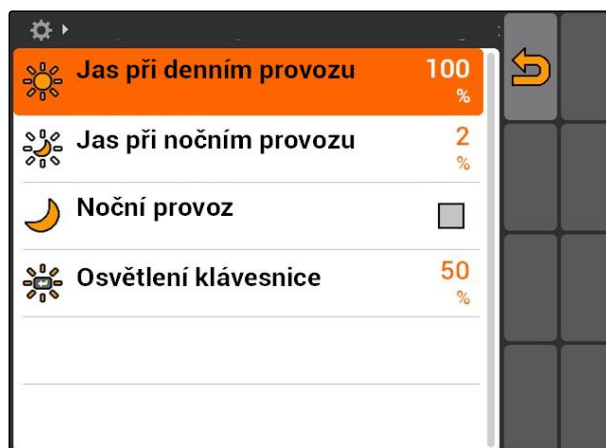 Jas při denním provozu
100
%
Jas při nočním provozu
2
%
Noční provoz
Osvětlení klávesnice
50
%